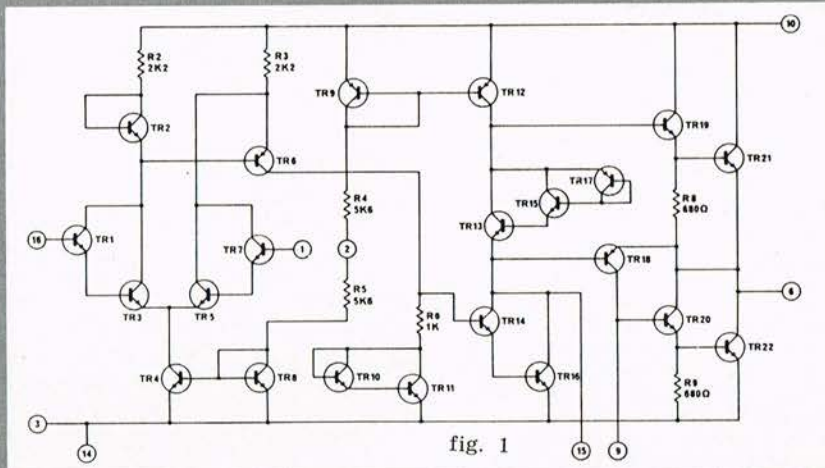 10
R2
2K2
R3
2K2
TR9
TR12
TR2
TR19
TR6
TR21
TR17
R4
5K6
TR15
R8
680Ω
TR13
16
TR1
TR7
1
2
TR18
TR3
TR5
R5
5K6
6
R6
1K
TR14
TR20
TR22
TR4
TR8
TR10
TR11
TR16
R9
680Ω
3
14
fig. 1
15
9